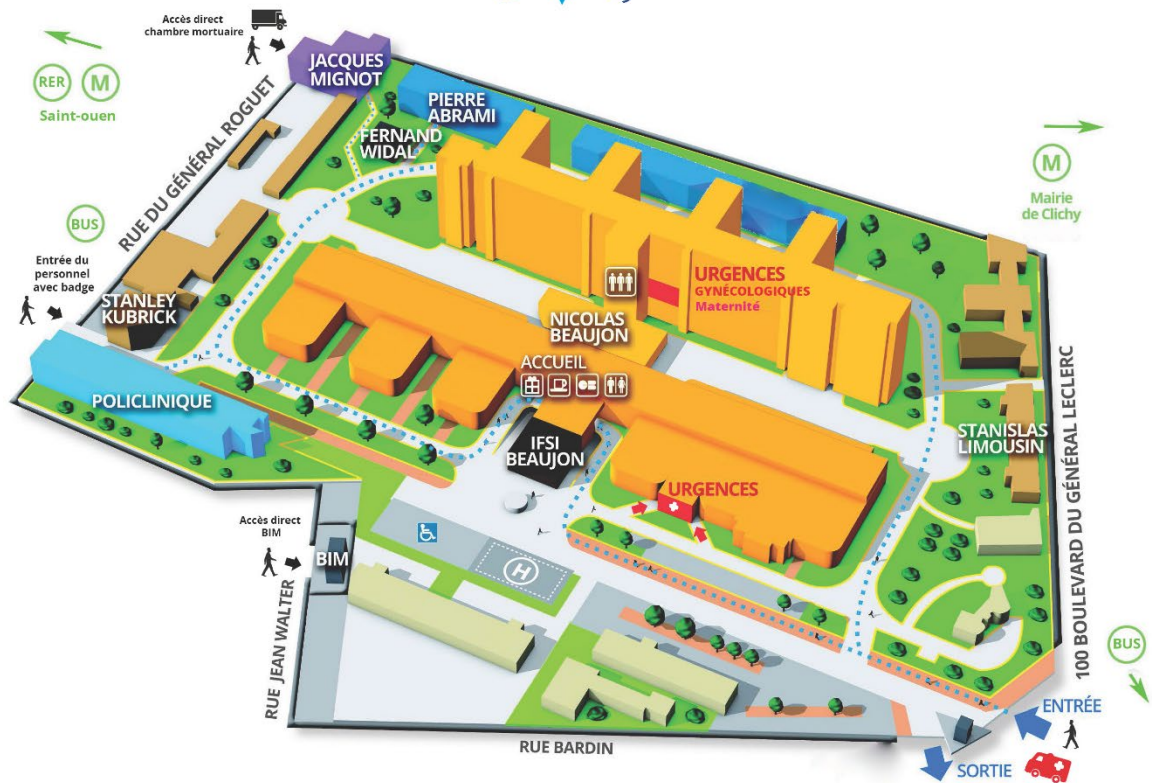 Accès direct
chambre mortuaire
JACQUES
MIGNOT
RER M
Saint-ouen
PIERRE
ABRAMI
FERNAND
WIDAL
RUE DU GÉNÉRAL ROGUET
M
Mairie
de Clichy
BUS
Entrée du
personnel
avec badge
STANLEY
KUBRICK
URGENCES
GYNÉCOLOGIQUES
Maternité
NICOLAS
BEAUJON
ACCUEIL
POLICLINIQUE
IFSI
BEAUJON
STANISLAS
LIMOUSIN
100 BOULEVARD DU GÉNÉRAL LECLERC
URGENCES
Accès direct
BIM
BIM
H
RUE JEAN WALTER
BUS
ENTRÉE
RUE BARDIN
SORTIE